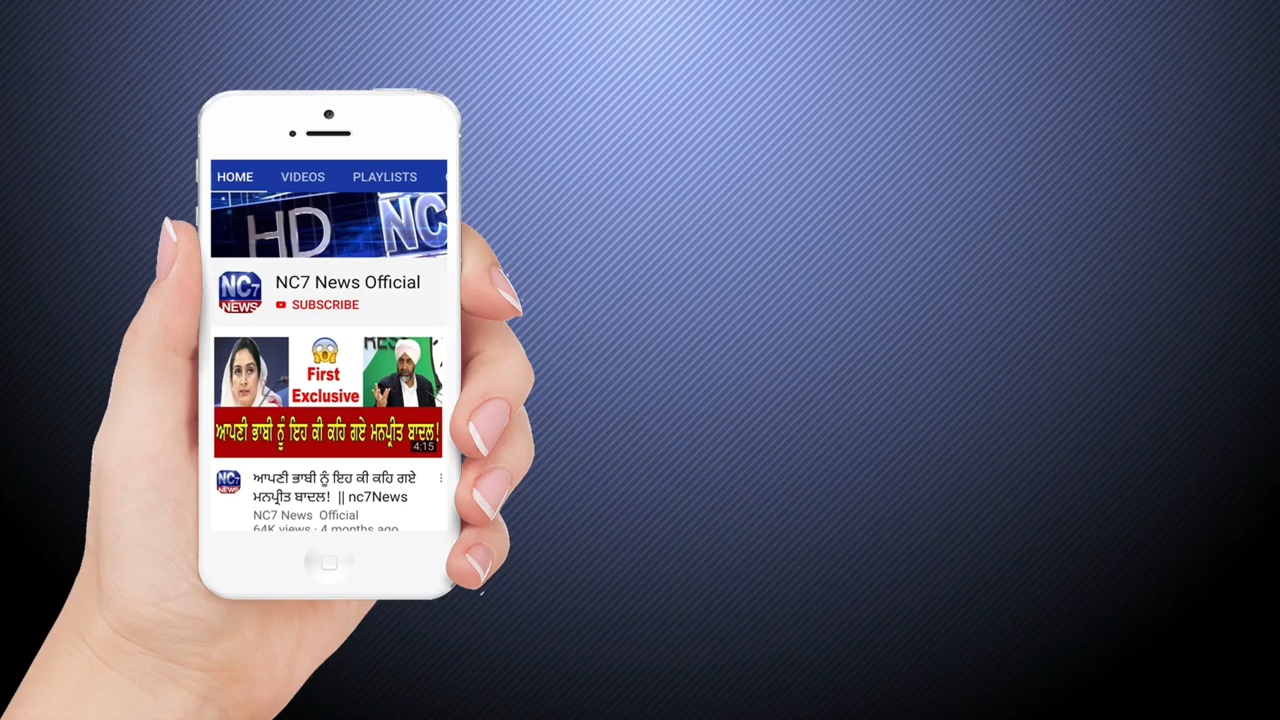 HOME VIDEOS PLAYLISTS
HD NC
NC7 NEWS
NC7 News Official
SUBSCRIBE
First
Exclusive
ਆਪਣੀ ਭਾਬੀ ਨੂੰ ਇਹ ਕੀ ਕਹਿ ਗਏ ਮਨਪ੍ਰੀਤ ਬਾਦਲ!
4:15
NC7 NEWS
ਆਪਣੀ ਭਾਬੀ ਨੂੰ ਇਹ ਕੀ ਕਹਿ ਗਏ
ਮਨਪ੍ਰੀਤ ਬਾਦਲ! || nc7News
NC7 News Official
64K views · 4 months ago